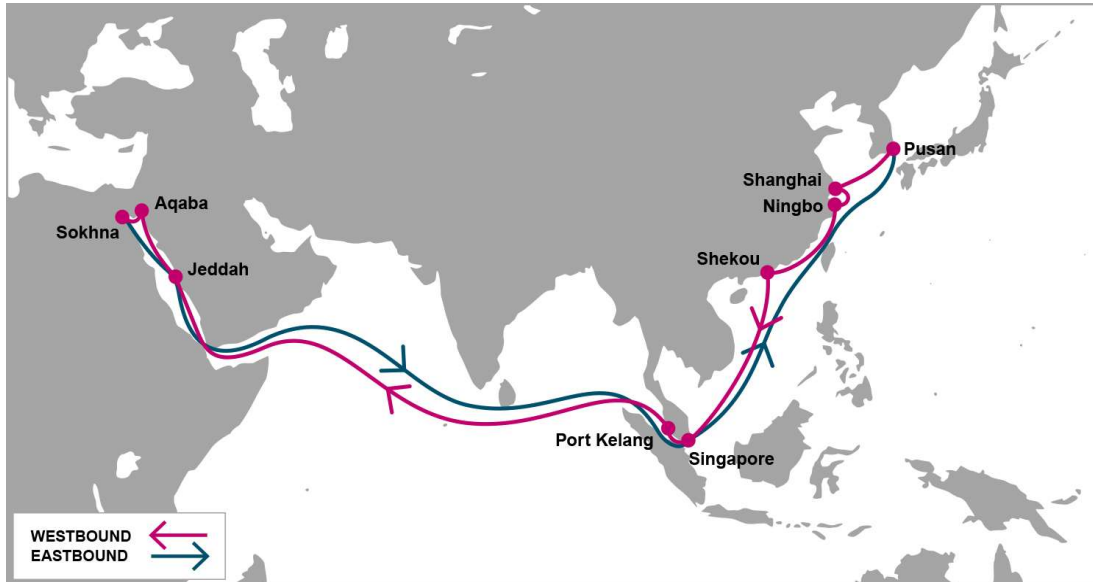 Pusan
Shanghai
Ningbo
Aqaba
Sokhna
Shekou
Jeddah
Port Kelang
Singapore
WESTBOUND
EASTBOUND